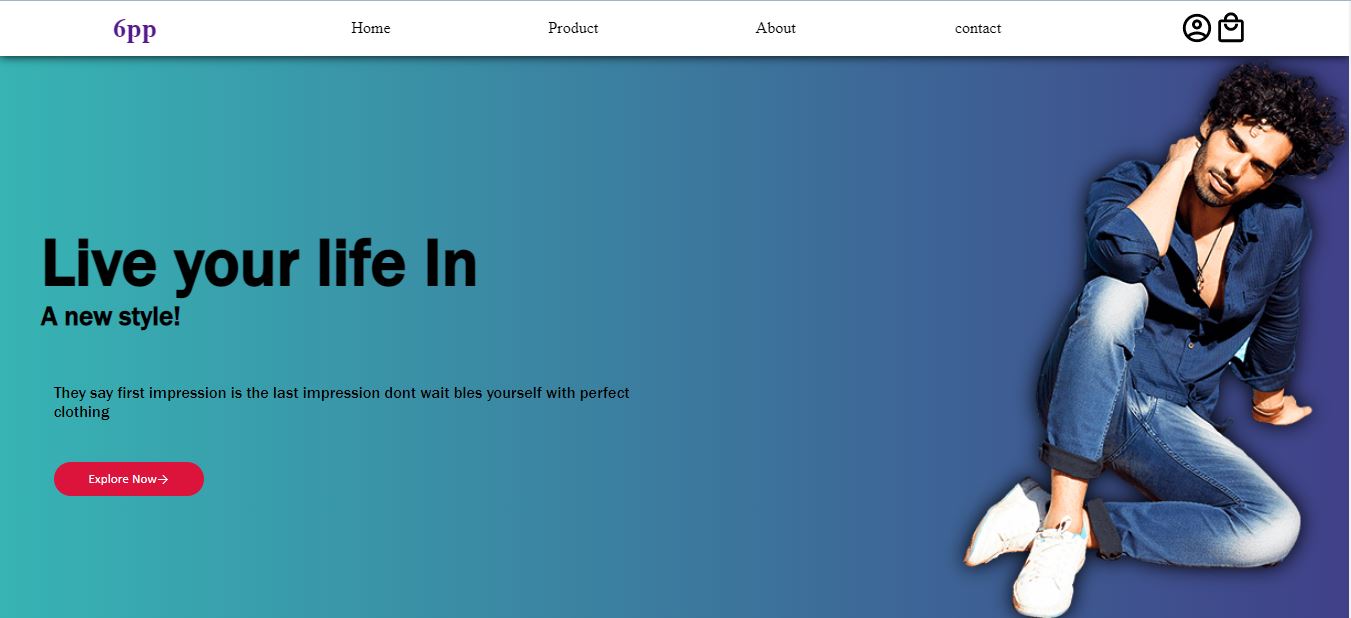 6pp
Home
Product
About
contact
Live your life In
A new style!
They say first impression is the last impression dont wait bles yourself with perfect
clothing
Explore Now→